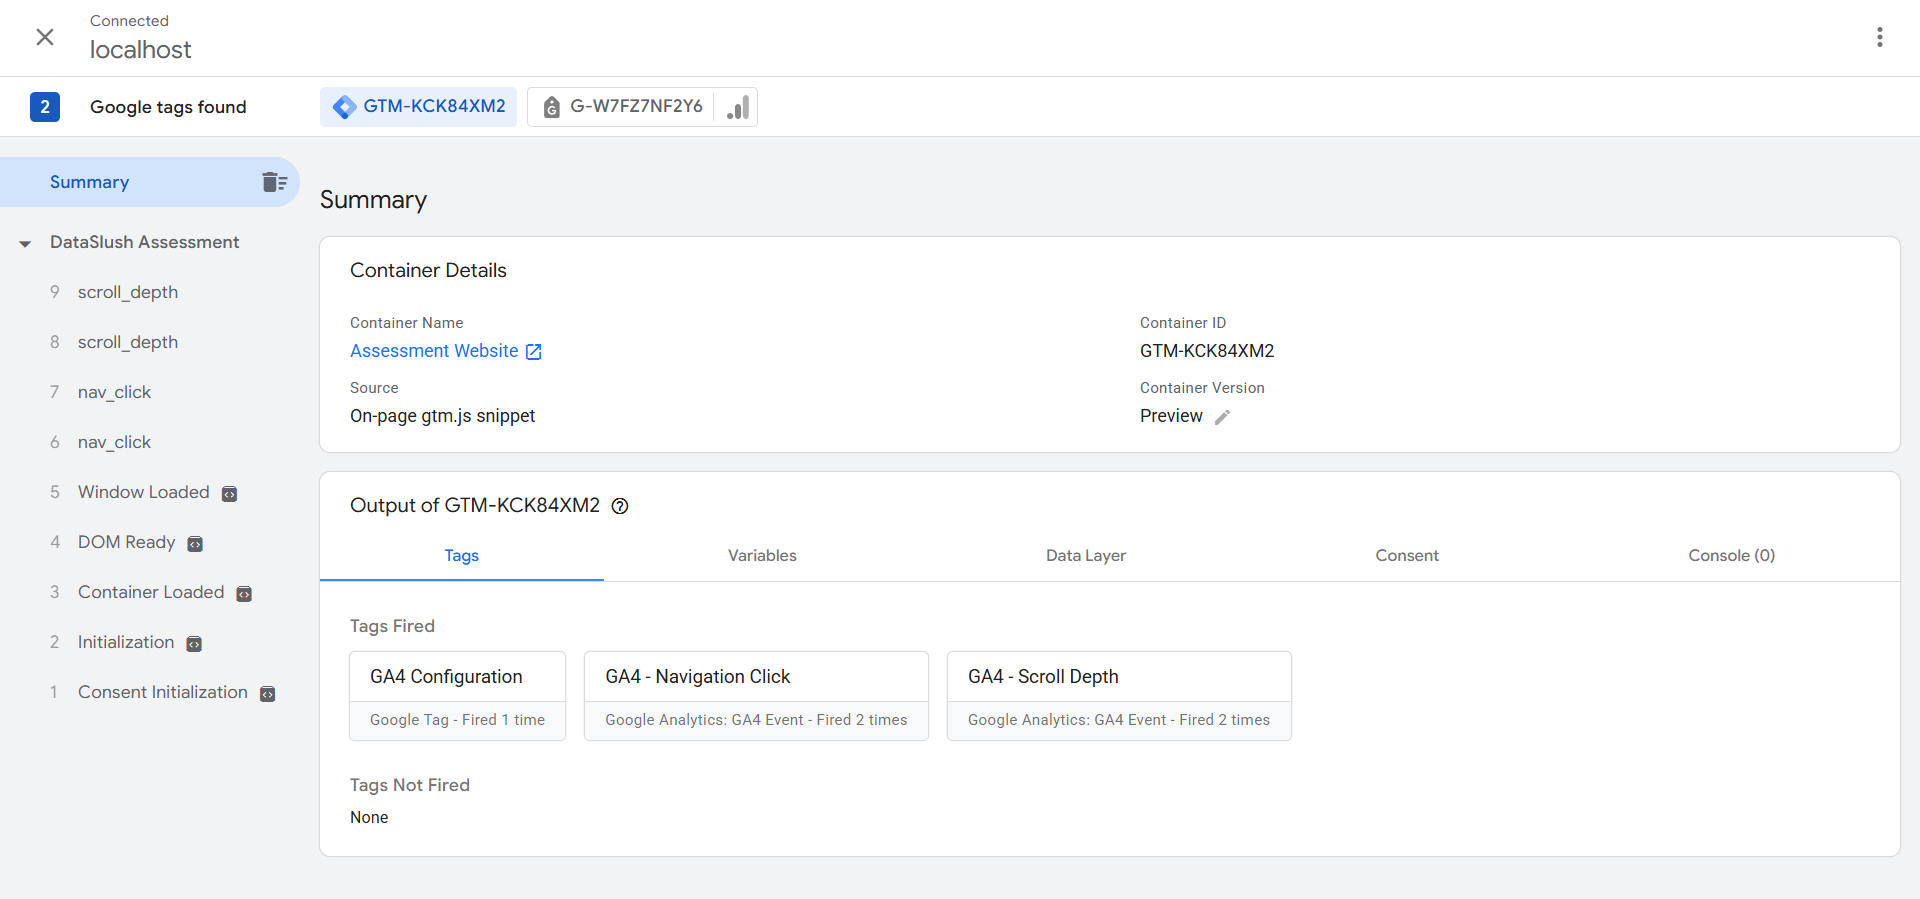 Connected
localhost
2 Google tags found GTM-KCK84XM2 G-W7FZ7NF2Y6
Summary
DataSlush Assessment
9 scroll_depth
8 scroll_depth
7 nav_click
6 nav_click
5 Window Loaded
4 DOM Ready
3 Container Loaded
2 Initialization
1 Consent Initialization
Summary
Container Details
Container Name
Assessment Website
Container ID
GTM-KCK84XM2
Source
On-page gtm.js snippet
Container Version
Preview
Output of GTM-KCK84XM2
Tags Variables Data Layer Consent Console (0)
Tags Fired
GA4 Configuration
Google Tag - Fired 1 time
GA4 - Navigation Click
Google Analytics: GA4 Event - Fired 2 times
GA4 - Scroll Depth
Google Analytics: GA4 Event - Fired 2 times
Tags Not Fired
None